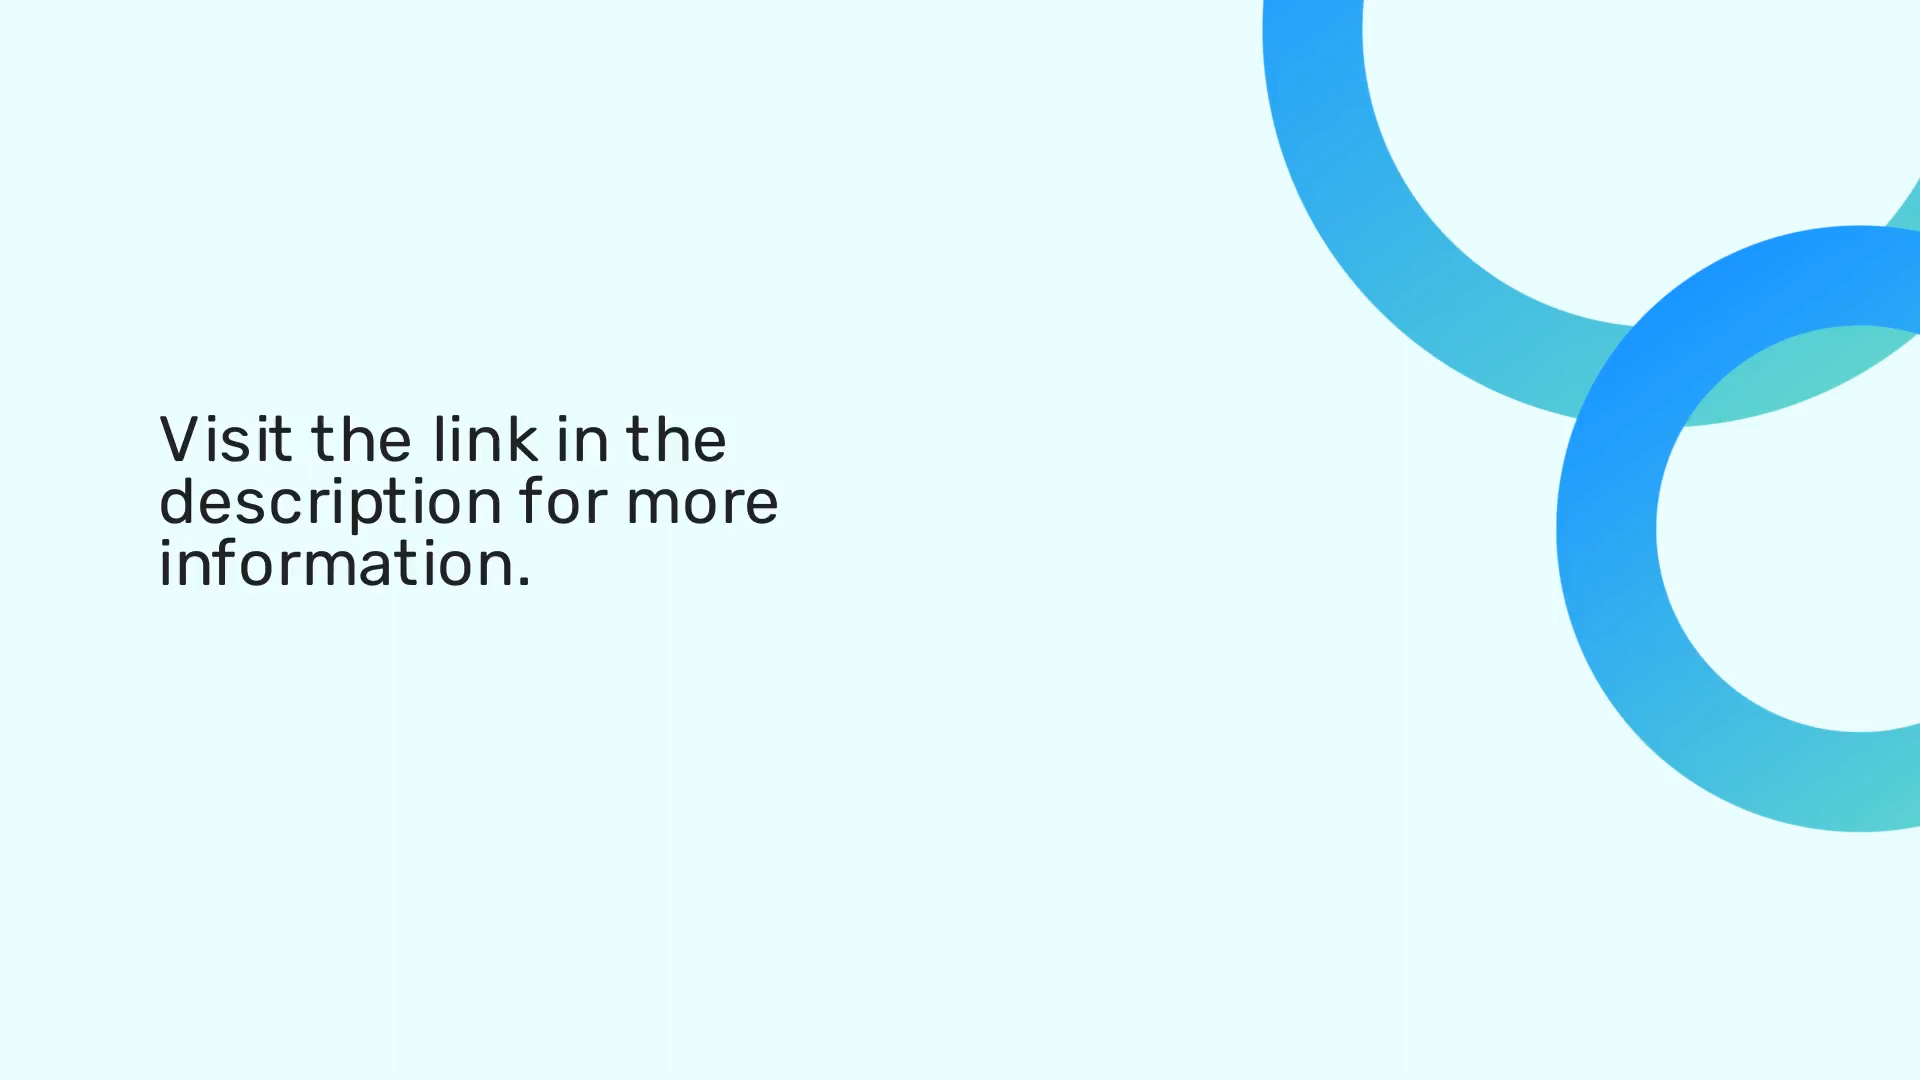 Visit the link in the
description for more
information.